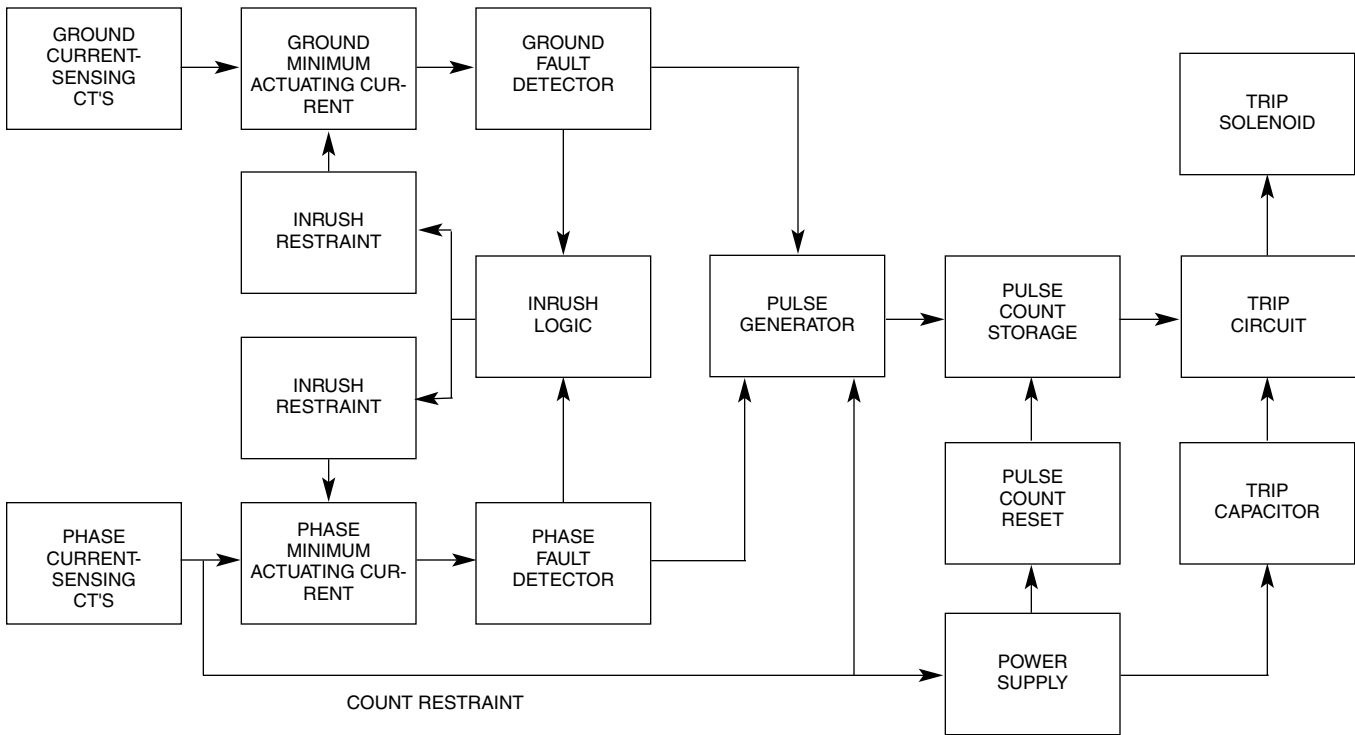 GROUND
CURRENT-
SENSING
CT'S
GROUND
MINIMUM
ACTUATING CUR-
RENT
GROUND
FAULT
DETECTOR
TRIP
SOLENOID
INRUSH
RESTRAINT
INRUSH
LOGIC
PULSE
GENERATOR
PULSE
COUNT
STORAGE
TRIP
CIRCUIT
INRUSH
RESTRAINT
PHASE
CURRENT-
SENSING
CT'S
PHASE
MINIMUM
ACTUATING CUR-
RENT
PHASE
FAULT
DETECTOR
PULSE
COUNT
RESET
TRIP
CAPACITOR
POWER
SUPPLY
COUNT RESTRAINT